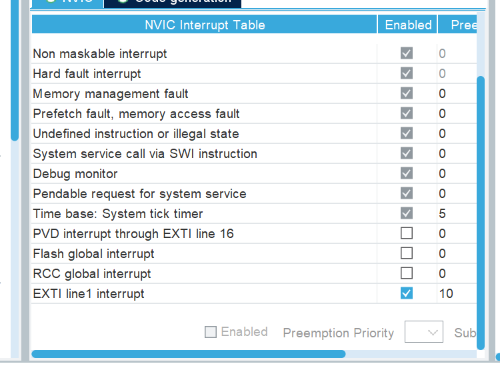 NVIC Code generation
NVIC Interrupt Table Enabled Pree
Non maskable interrupt 0
Hard fault interrupt 0
Memory management fault 0
Prefetch fault, memory access fault 0
Undefined instruction or illegal state 0
System service call via SWI instruction 0
Debug monitor 0
Pendable request for system service 0
Time base: System tick timer 5
PVD interrupt through EXTI line 16 0
Flash global interrupt 0
RCC global interrupt 0
EXTI line1 interrupt 10
Enabled Preemption Priority Sub